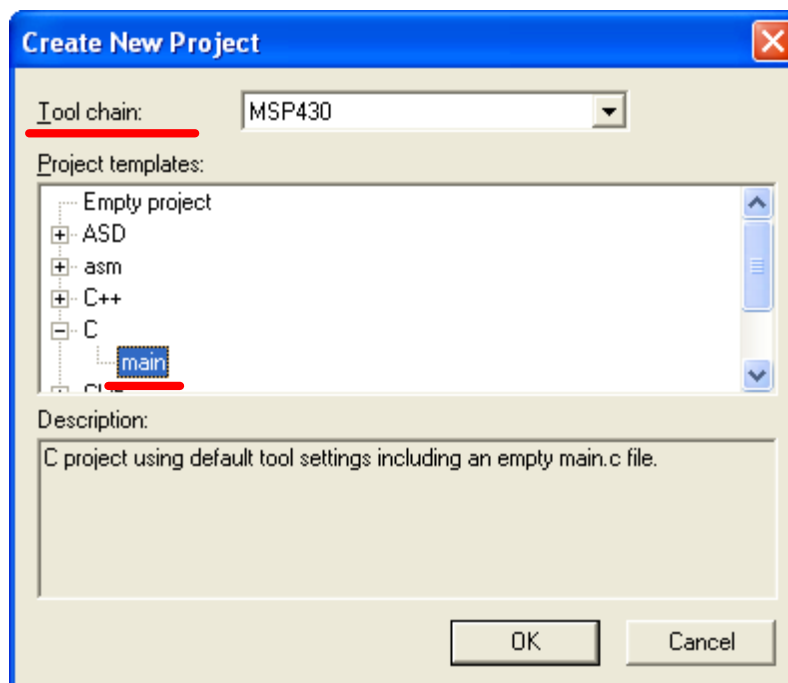 Create New Project
Tool chain: MSP430
Project templates:
Empty project
ASD
asm
C++
C
main
Description:
C project using default tool settings including an empty main.c file.
OK Cancel